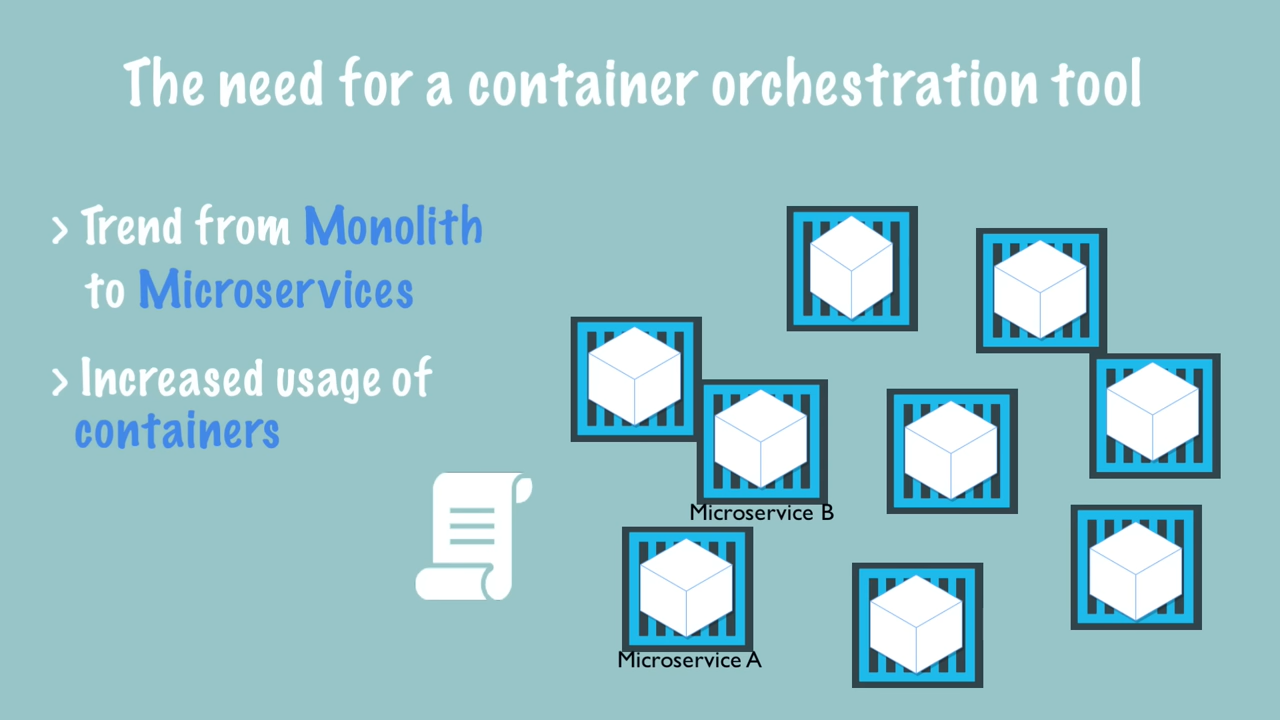 The need for a container orchestration tool
> Trend from Monolith
to Microservices
> Increased usage of
containers
Microservice B
Microservice A